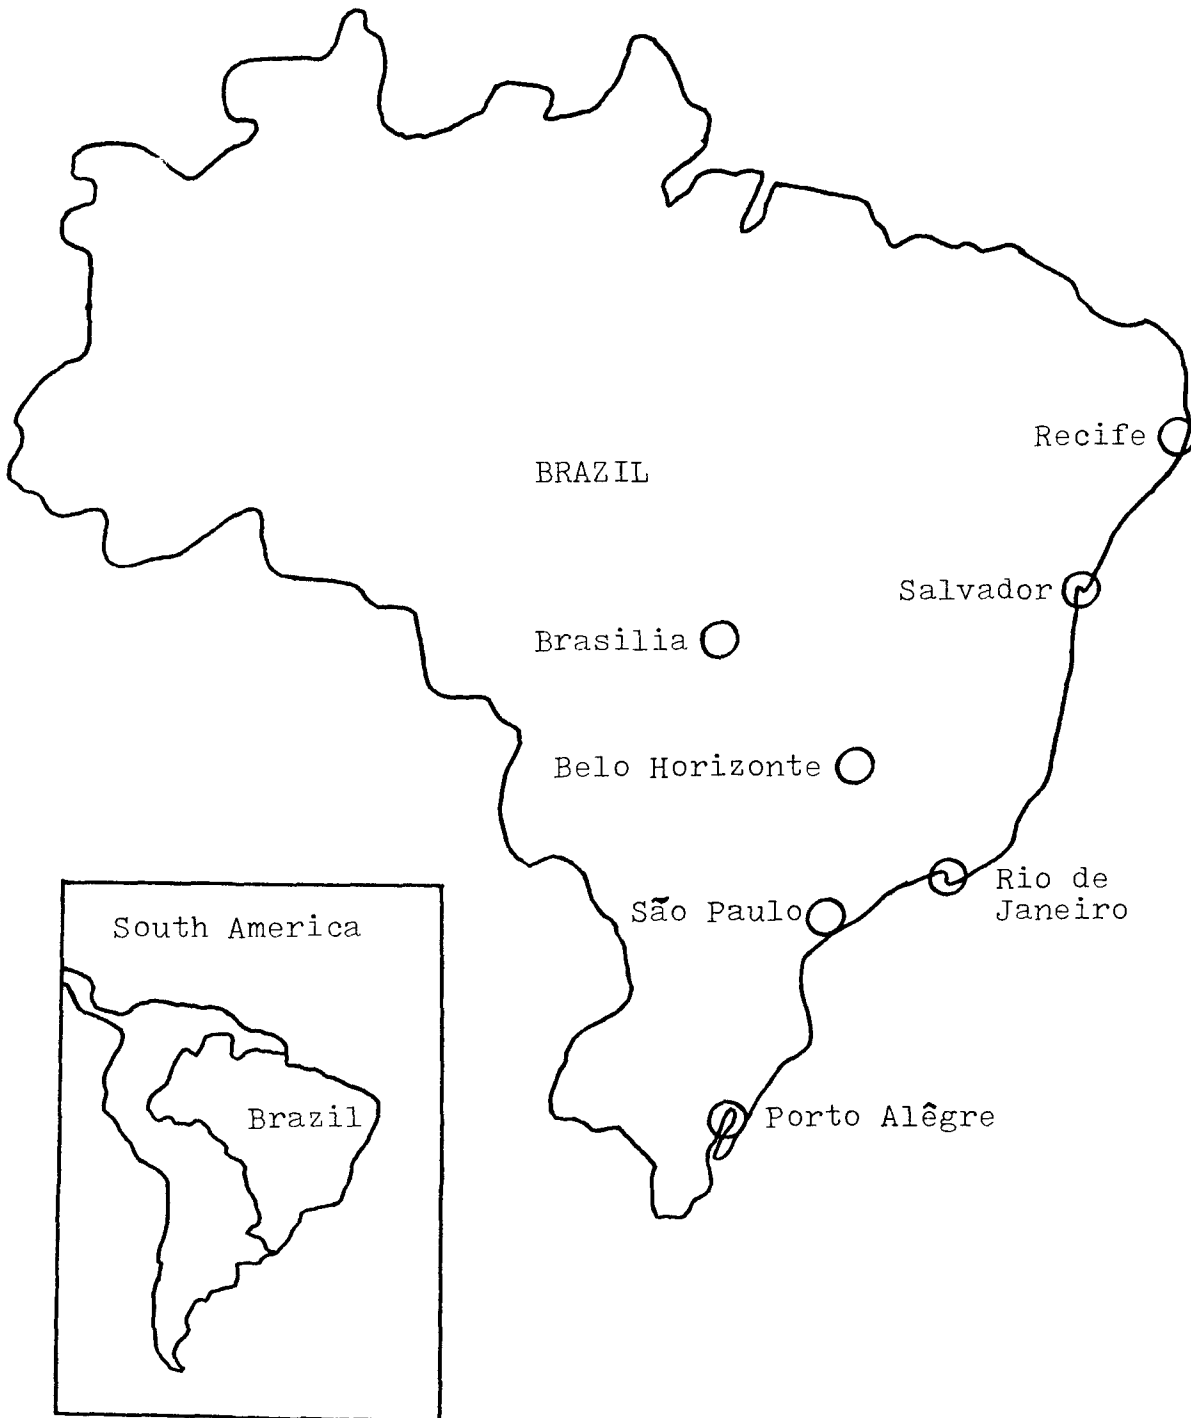 Recife
BRAZIL
Salvador
Brasilia
Belo Horizonte
Rio de
Janeiro
São Paulo
South America
Brazil
Porto Alêgre